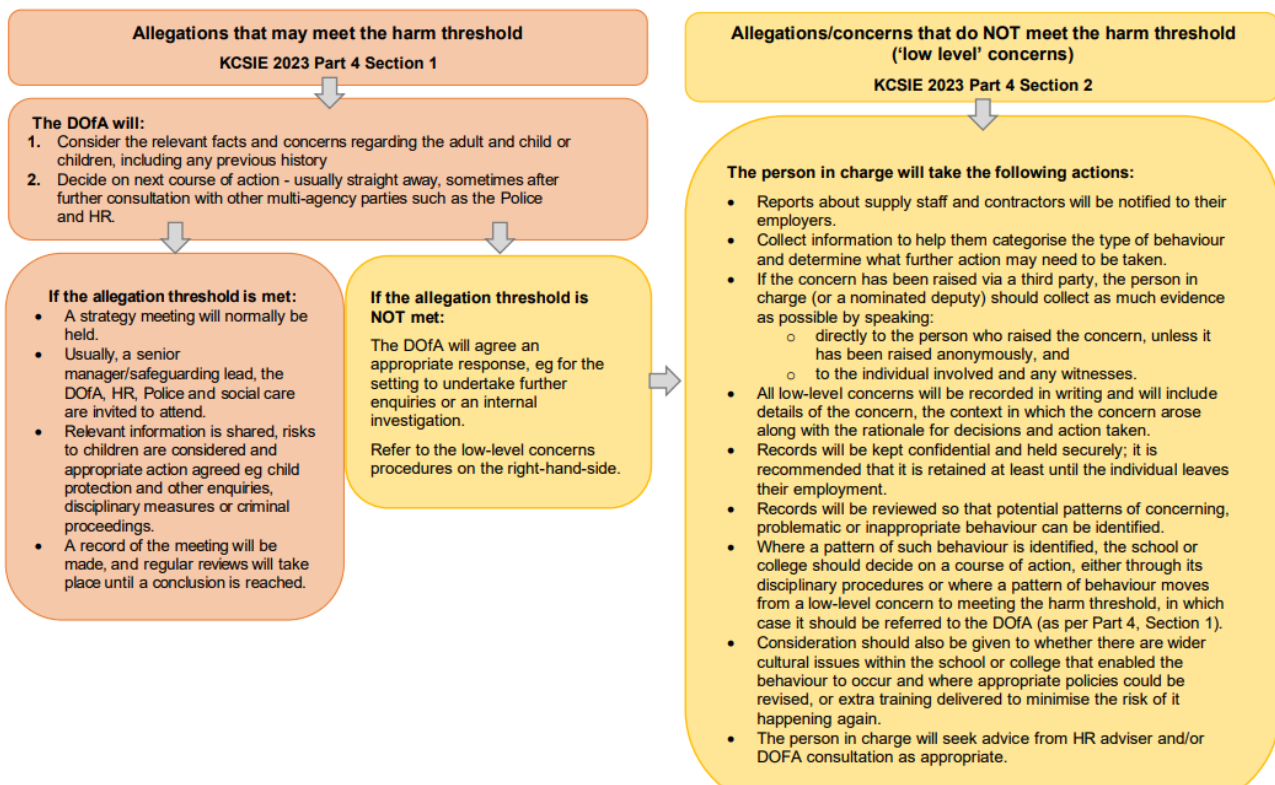 Allegations that may meet the harm threshold
KCSIE 2023 Part 4 Section 1
The DOfA will:
1. Consider the relevant facts and concerns regarding the adult and child or
children, including any previous history
2. Decide on next course of action - usually straight away, sometimes after
further consultation with other multi-agency parties such as the Police
and HR.
If the allegation threshold is met:
• A strategy meeting will normally be
held.
• Usually, a senior
manager/safeguarding lead, the
DOfA, HR, Police and social care
are invited to attend.
• Relevant information is shared, risks
to children are considered and
appropriate action agreed eg child
protection and other enquiries,
disciplinary measures or criminal
proceedings.
• A record of the meeting will be
made, and regular reviews will take
place until a conclusion is reached.
If the allegation threshold is
NOT met:
The DOfA will agree an
appropriate response, eg for the
setting to undertake further
enquiries or an internal
investigation.
Refer to the low-level concerns
procedures on the right-hand-side.
Allegations/concerns that do NOT meet the harm threshold
(‘low level’ concerns)
KCSIE 2023 Part 4 Section 2
The person in charge will take the following actions:
• Reports about supply staff and contractors will be notified to their
employers.
• Collect information to help them categorise the type of behaviour
and determine what further action may need to be taken.
• If the concern has been raised via a third party, the person in
charge (or a nominated deputy) should collect as much evidence
as possible by speaking:
o directly to the person who raised the concern, unless it
has been raised anonymously, and
o to the individual involved and any witnesses.
• All low-level concerns will be recorded in writing and will include
details of the concern, the context in which the concern arose
along with the rationale for decisions and action taken.
• Records will be kept confidential and held securely; it is
recommended that it is retained at least until the individual leaves
their employment.
• Records will be reviewed so that potential patterns of concerning,
problematic or inappropriate behaviour can be identified.
• Where a pattern of such behaviour is identified, the school or
college should decide on a course of action, either through its
disciplinary procedures or where a pattern of behaviour moves
from a low-level concern to meeting the harm threshold, in which
case it should be referred to the DOfA (as per Part 4, Section 1).
• Consideration should also be given to whether there are wider
cultural issues within the school or college that enabled the
behaviour to occur and where appropriate policies could be
revised, or extra training delivered to minimise the risk of it
happening again.
• The person in charge will seek advice from HR adviser and/or
DOFA consultation as appropriate.